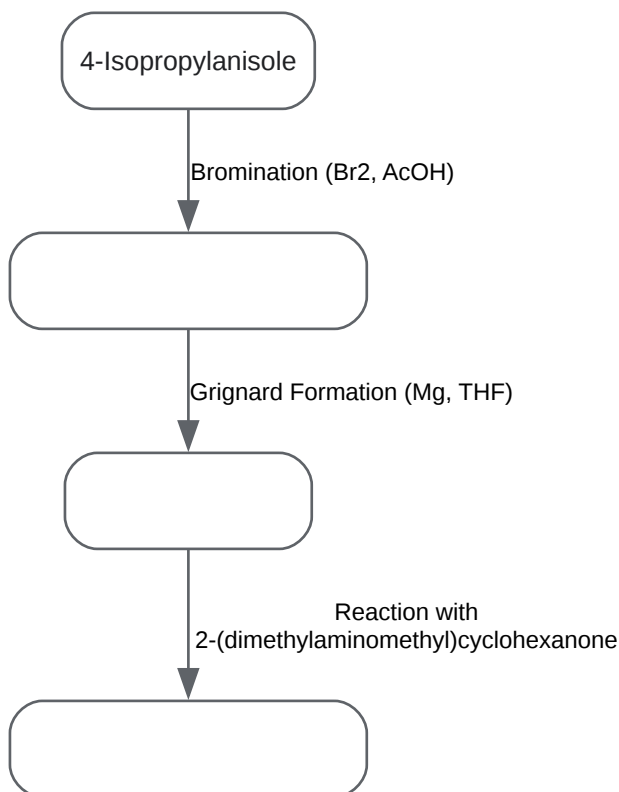 4-Isopropylanisole
Bromination (Br2, AcOH)
Grignard Formation (Mg, THF)
Reaction with
2-(dimethylaminomethyl)cyclohexanone